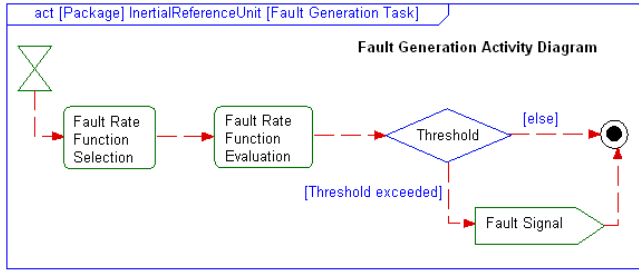 act [Package] InertialReferenceUnit [Fault Generation Task]
Fault Generation Activity Diagram
Fault Rate
Function
Selection
Fault Rate
Function
Evaluation
Threshold
[else]
[Threshold exceeded]
Fault Signal